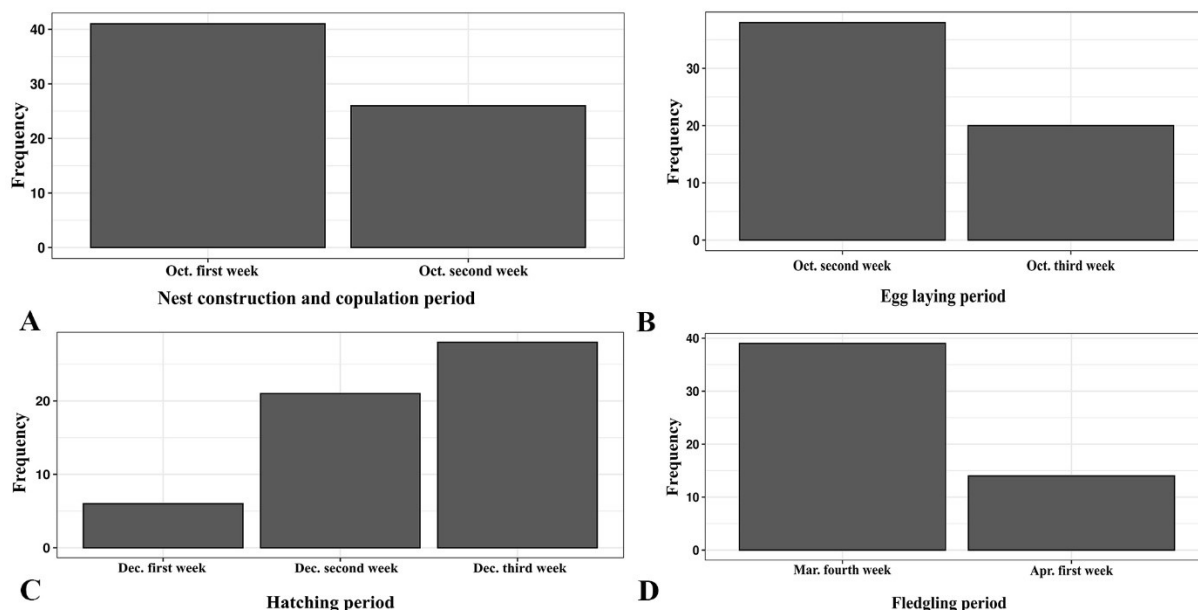 Frequency
40
30
20
10
0
Oct. first week Oct. second week
Nest construction and copulation period
A
Frequency
30
20
10
0
Oct. second week Oct. third week
Egg laying period
B
Frequency
20
10
0
Dec. first week Dec. second week Dec. third week
Hatching period
C
Frequency
40
30
20
10
0
Mar. fourth week Apr. first week
Fledgling period
D